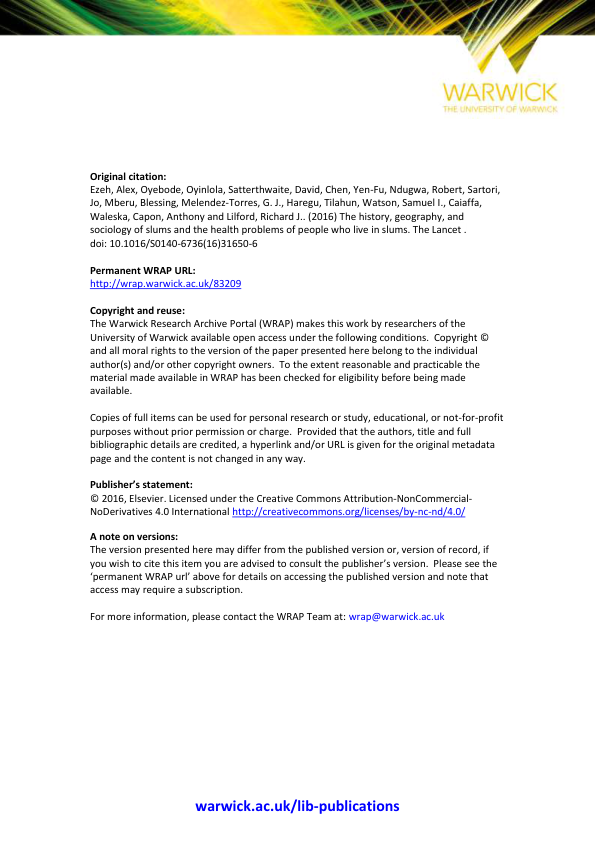 WARWICK
THE UNIVERSITY OF WARWICK
Original citation:
Ezeh, Alex, Oyebode, Oyinlola, Satterthwaite, David, Chen, Yen-Fu, Ndugwa, Robert, Sartori,
Jo, Mberu, Blessing, Melendez-Torres, G. J., Haregu, Tilahun, Watson, Samuel I., Caiaffa,
Waleska, Capon, Anthony and Lilford, Richard J.. (2016) The history, geography, and
sociology of slums and the health problems of people who live in slums. The Lancet .
doi: 10.1016/S0140-6736(16)31650-6
Permanent WRAP URL:
http://wrap.warwick.ac.uk/83209
Copyright and reuse:
The Warwick Research Archive Portal (WRAP) makes this work by researchers of the
University of Warwick available open access under the following conditions.  Copyright ©
and all moral rights to the version of the paper presented here belong to the individual
author(s) and/or other copyright owners.  To the extent reasonable and practicable the
material made available in WRAP has been checked for eligibility before being made
available.
Copies of full items can be used for personal research or study, educational, or not-for-profit
purposes without prior permission or charge.  Provided that the authors, title and full
bibliographic details are credited, a hyperlink and/or URL is given for the original metadata
page and the content is not changed in any way.
Publisher’s statement:
© 2016, Elsevier. Licensed under the Creative Commons Attribution-NonCommercial-
NoDerivatives 4.0 International http://creativecommons.org/licenses/by-nc-nd/4.0/
A note on versions:
The version presented here may differ from the published version or, version of record, if
you wish to cite this item you are advised to consult the publisher’s version.  Please see the
‘permanent WRAP url’ above for details on accessing the published version and note that
access may require a subscription.
For more information, please contact the WRAP Team at: wrap@warwick.ac.uk
warwick.ac.uk/lib-publications